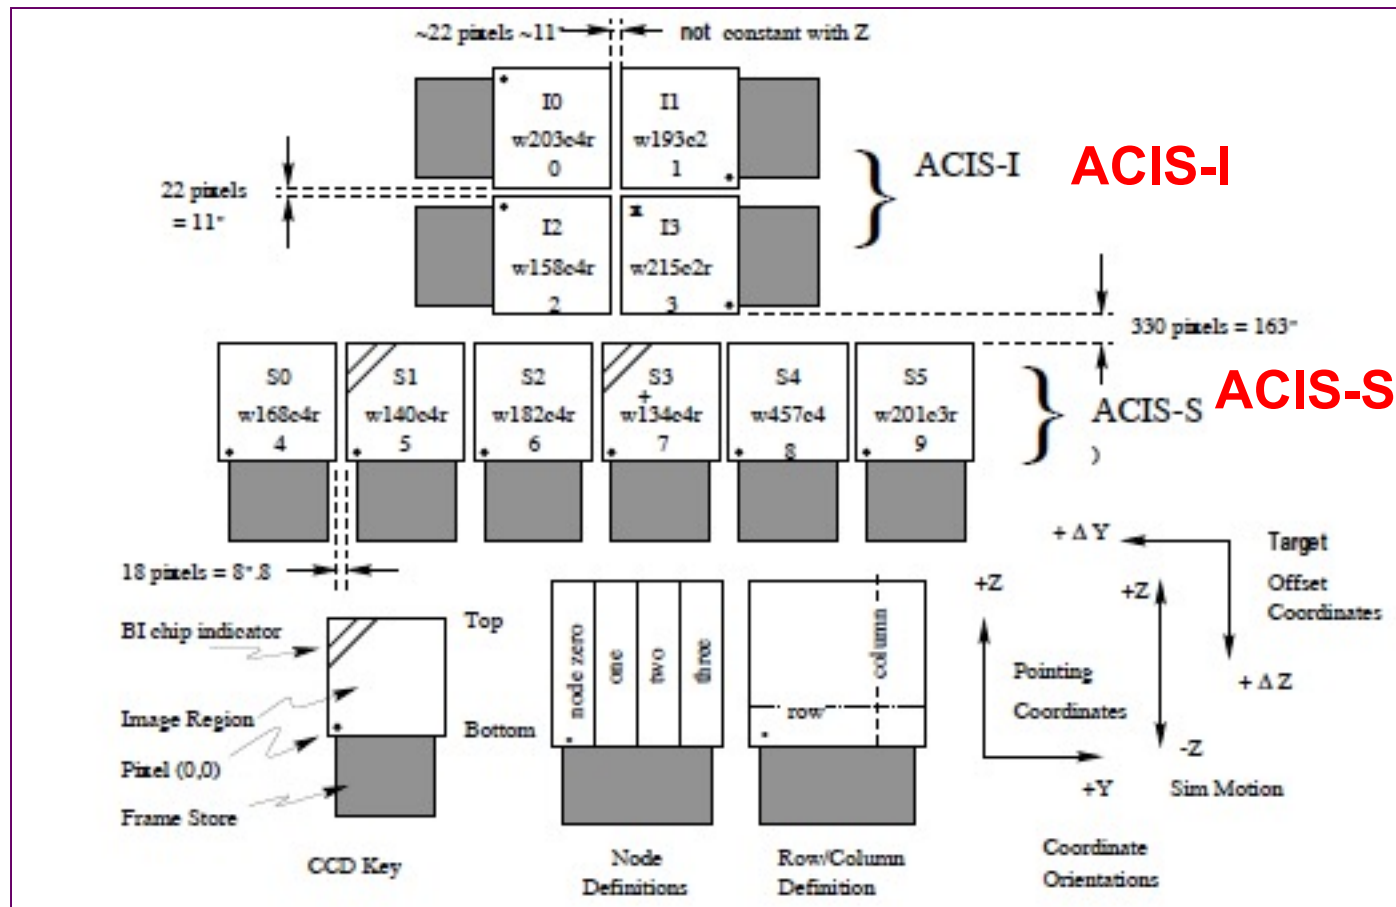 ~22 pixels ~11" not constant with Z
I0
w203c4r
0
I1
w193c2
1
ACIS-I
ACIS-I
22 pixels
= 11"
I2
w158c4r
2
x
I3
w215c2r
3
330 pixels = 163"
S0
w168c4r
4
S1
w140c4r
5
S2
w182c4r
6
S3
+
w134c4r
7
S4
w457c4
8
S5
w201c3r
9
ACIS-S
ACIS-S
)
18 pixels = 8".8
BI chip indicator
Image Region
Pixel (0,0)
Frame Store
Top
Bottom
CCD Key
node zero
one
two
three
Node
Definitions
column
row
Row/Column
Definition
+ Δ Y
Target
Offset
Coordinates
+ Δ Z
+Z
Pointing
Coordinates
+Y
+Z
-Z
Sim Motion
Coordinate
Orientations